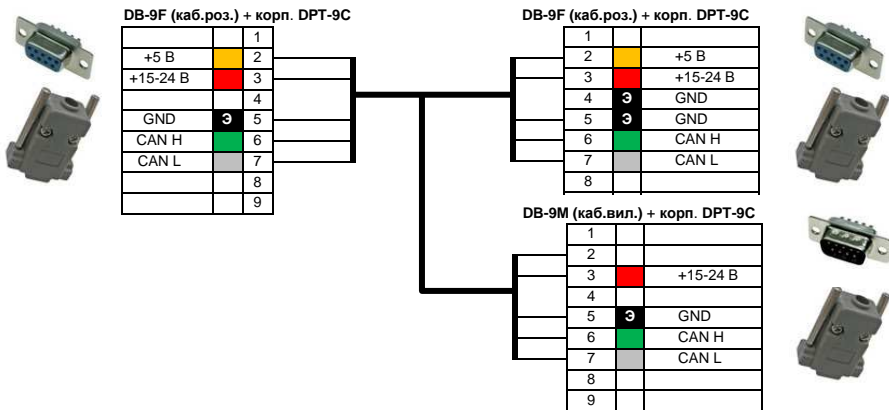 DB-9F (каб.роз.) + корп. DPT-9C
1
+5 В 2
+15-24 В 3
4
GND Э 5
CAN H 6
CAN L 7
8
9
DB-9F (каб.роз.) + корп. DPT-9C
1
2 +5 В
3 +15-24 В
4 Э GND
5 Э GND
6 CAN H
7 CAN L
8
DB-9M (каб.вил.) + корп. DPT-9C
1
2
3 +15-24 В
4
5 Э GND
6 CAN H
7 CAN L
8
9